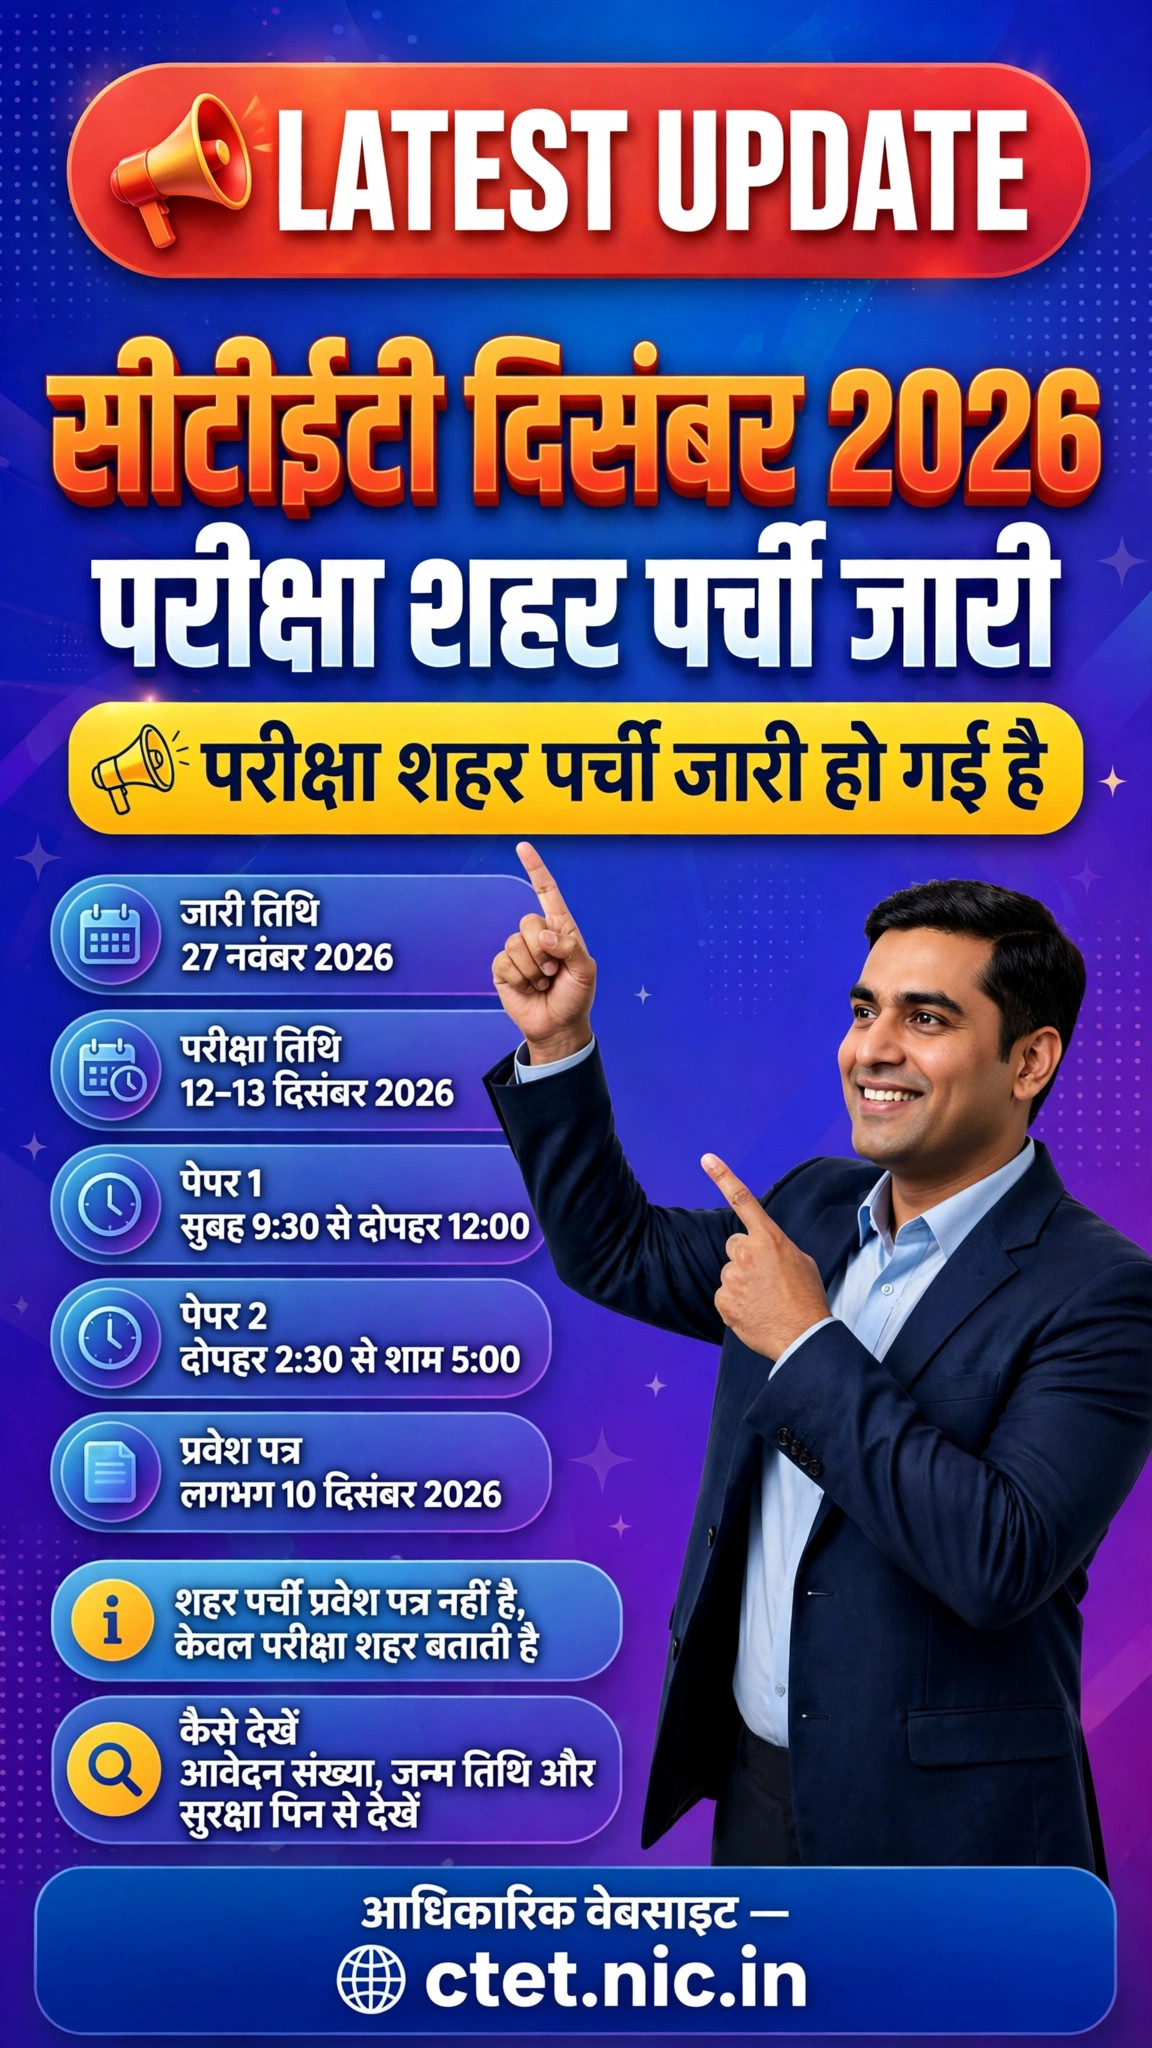 LATEST UPDATE
सीटीईटी दिसंबर 2026
परीक्षा शहर पर्ची जारी
परीक्षा शहर पर्ची जारी हो गई है
जारी तिथि
27 नवंबर 2026
परीक्षा तिथि
12–13 दिसंबर 2026
पेपर 1
सुबह 9:30 से दोपहर 12:00
पेपर 2
दोपहर 2:30 से शाम 5:00
प्रवेश पत्र
लगभग 10 दिसंबर 2026
शहर पर्ची प्रवेश पत्र नहीं है,
केवल परीक्षा शहर बताती है
कैसे देखें
आवेदन संख्या, जन्म तिथि और
सुरक्षा पिन से देखें
आधिकारिक वेबसाइट —
ctet.nic.in